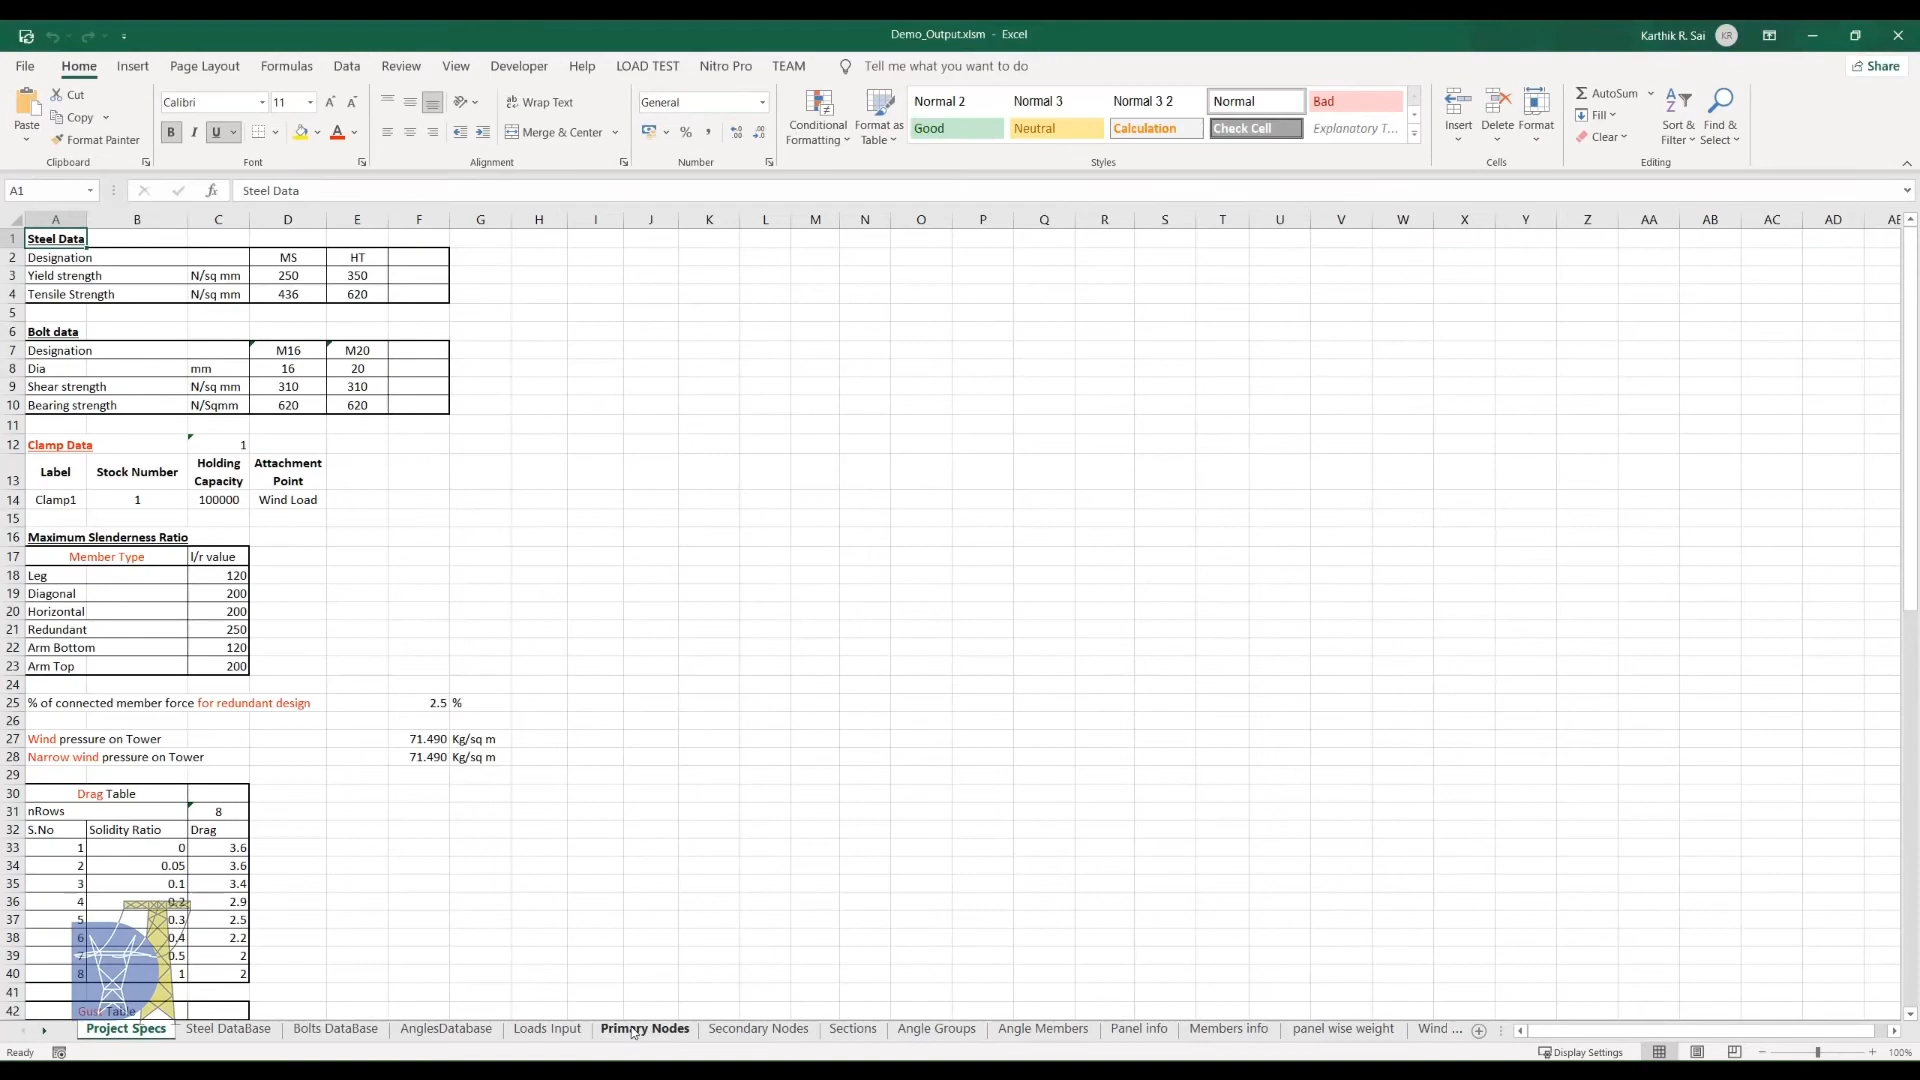 Demo_Output.xlsm - Excel
Karthik R. Sai KR
File Home Insert Page Layout Formulas Data Review View Developer Help LOAD TEST Nitro Pro TEAM Tell me what you want to do Share
Paste
Cut
Copy
Format Painter
Clipboard
Calibri 11
B I U
Font
Wrap Text
Merge & Center
Alignment
General
Number
Conditional Formatting
Format as Table
Normal 2 Normal 3 Normal 3 2 Normal Bad
Good Neutral Calculation Check Cell Explanatory T...
Styles
Insert Delete Format
Cells
AutoSum
Fill
Clear
Sort & Filter
Find & Select
Editing
A1 fx Steel Data
A B C D E F G H I J K L M N O P Q R S T U V W X Y Z AA AB AC AD AE
1 Steel Data
2 Designation MS HT
3 Yield strength N/sq mm 250 350
4 Tensile Strength N/sq mm 436 620
5
6 Bolt data
7 Designation M16 M20
8 Dia mm 16 20
9 Shear strength N/sq mm 310 310
10 Bearing strength N/Sqmm 620 620
11
12 Clamp Data 1
13 Label Stock Number Holding Capacity Attachment Point
14 Clamp1 1 100000 Wind Load
15
16 Maximum Slenderness Ratio
17 Member Type l/r value
18 Leg 120
19 Diagonal 200
20 Horizontal 200
21 Redundant 250
22 Arm Bottom 120
23 Arm Top 200
24
25 % of connected member force for redundant design 2.5 %
26
27 Wind pressure on Tower 71.490 Kg/sq m
28 Narrow wind pressure on Tower 71.490 Kg/sq m
29
30 Drag Table
31 nRows 8
32 S.No Solidity Ratio Drag
33 1 0 3.6
34 2 0.05 3.6
35 3 0.1 3.4
36 4 0.2 2.9
37 5 0.3 2.5
38 6 0.4 2.2
39 7 0.5 2
40 8 1 2
41
42 Gust Table
Project Specs Steel DataBase Bolts DataBase AnglesDatabase Loads Input Primary Nodes Secondary Nodes Sections Angle Groups Angle Members Panel info Members info panel wise weight Wind ...
Ready Display Settings 100%